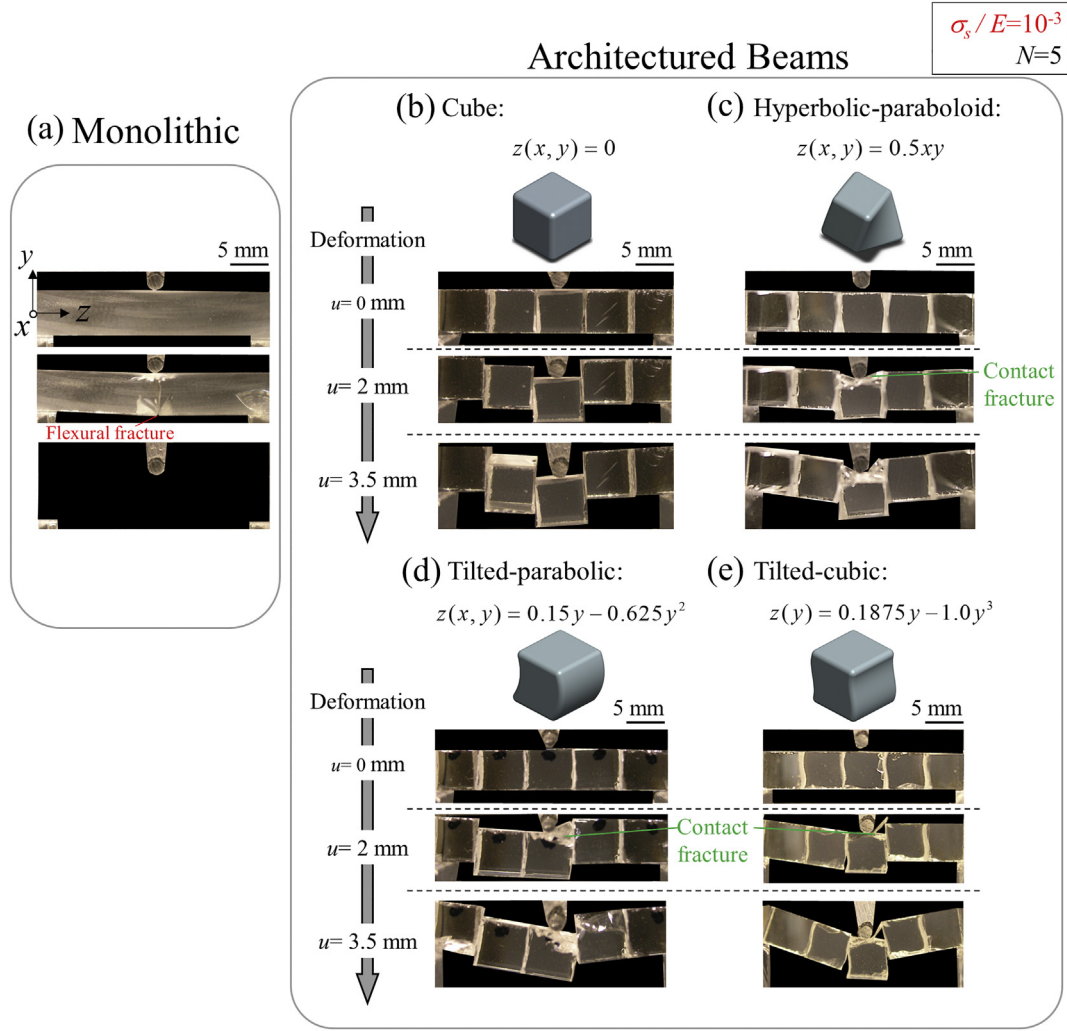 σₛ / E=10⁻³
N=5
Architectured Beams
(a) Monolithic
5 mm
y
z
x
Flexural fracture
(b) Cube:
z(x, y) = 0
(c) Hyperbolic-paraboloid:
z(x, y) = 0.5xy
Deformation
5 mm
5 mm
u= 0 mm
u= 2 mm
Contact
fracture
u= 3.5 mm
(d) Tilted-parabolic:
z(x, y) = 0.15y − 0.625y²
(e) Tilted-cubic:
z(y) = 0.1875y − 1.0y³
Deformation
5 mm
5 mm
u=0 mm
u= 2 mm
Contact
fracture
u= 3.5 mm